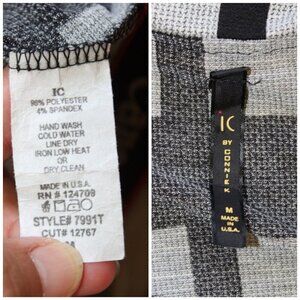 IC
96% POLYESTER
4% SPANDEX
HAND WASH
COLD WATER
LINE DRY
IRON LOW HEAT
OR
DRY CLEAN
MADE IN U.S.A.
RN # 124709
STYLE# 7991T
CUT# 12767
M
IC
BY
CONNIE K.
M
MADE IN
U.S.A.